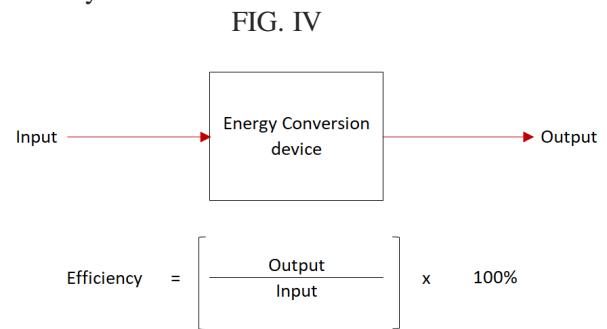 FIG. IV
Energy Conversion
device
Input
Output
Efficiency = [ Output
Input ] x 100%